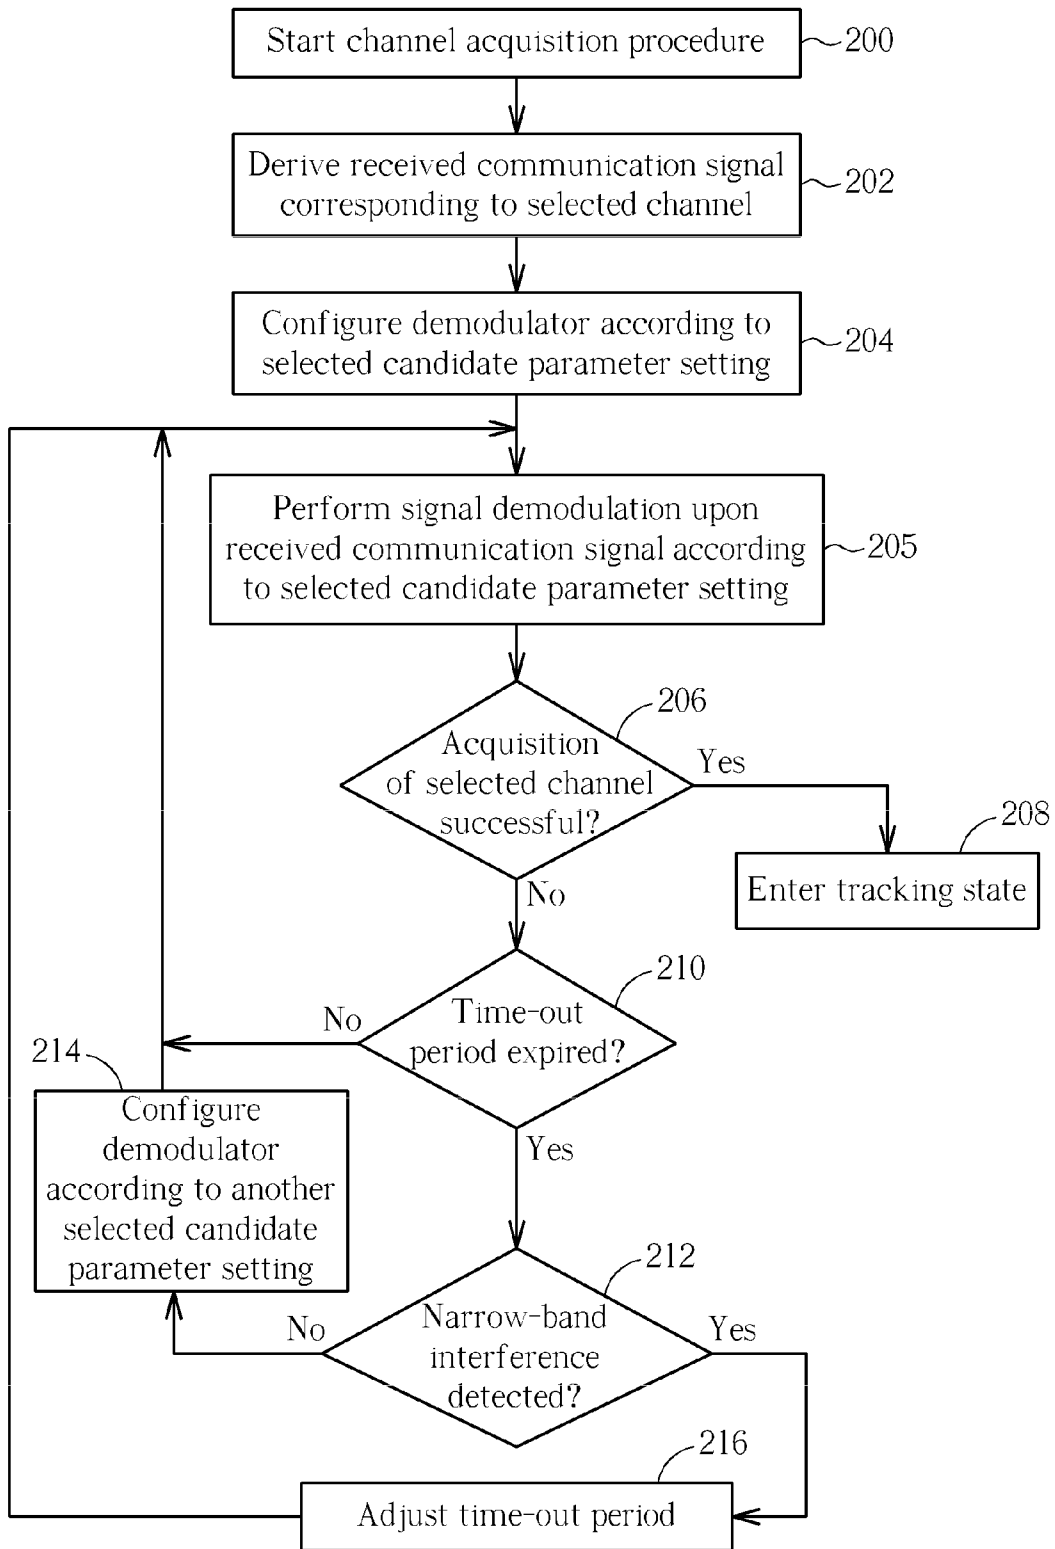 Start channel acquisition procedure
200
Derive received communication signal
corresponding to selected channel
202
Configure demodulator according to
selected candidate parameter setting
204
Perform signal demodulation upon
received communication signal according
to selected candidate parameter setting
205
206
Acquisition
of selected channel
successful?
Yes
208
Enter tracking state
No
210
Time-out
period expired?
No
214
Configure
demodulator
according to another
selected candidate
parameter setting
Yes
212
Narrow-band
interference
detected?
No
Yes
216
Adjust time-out period